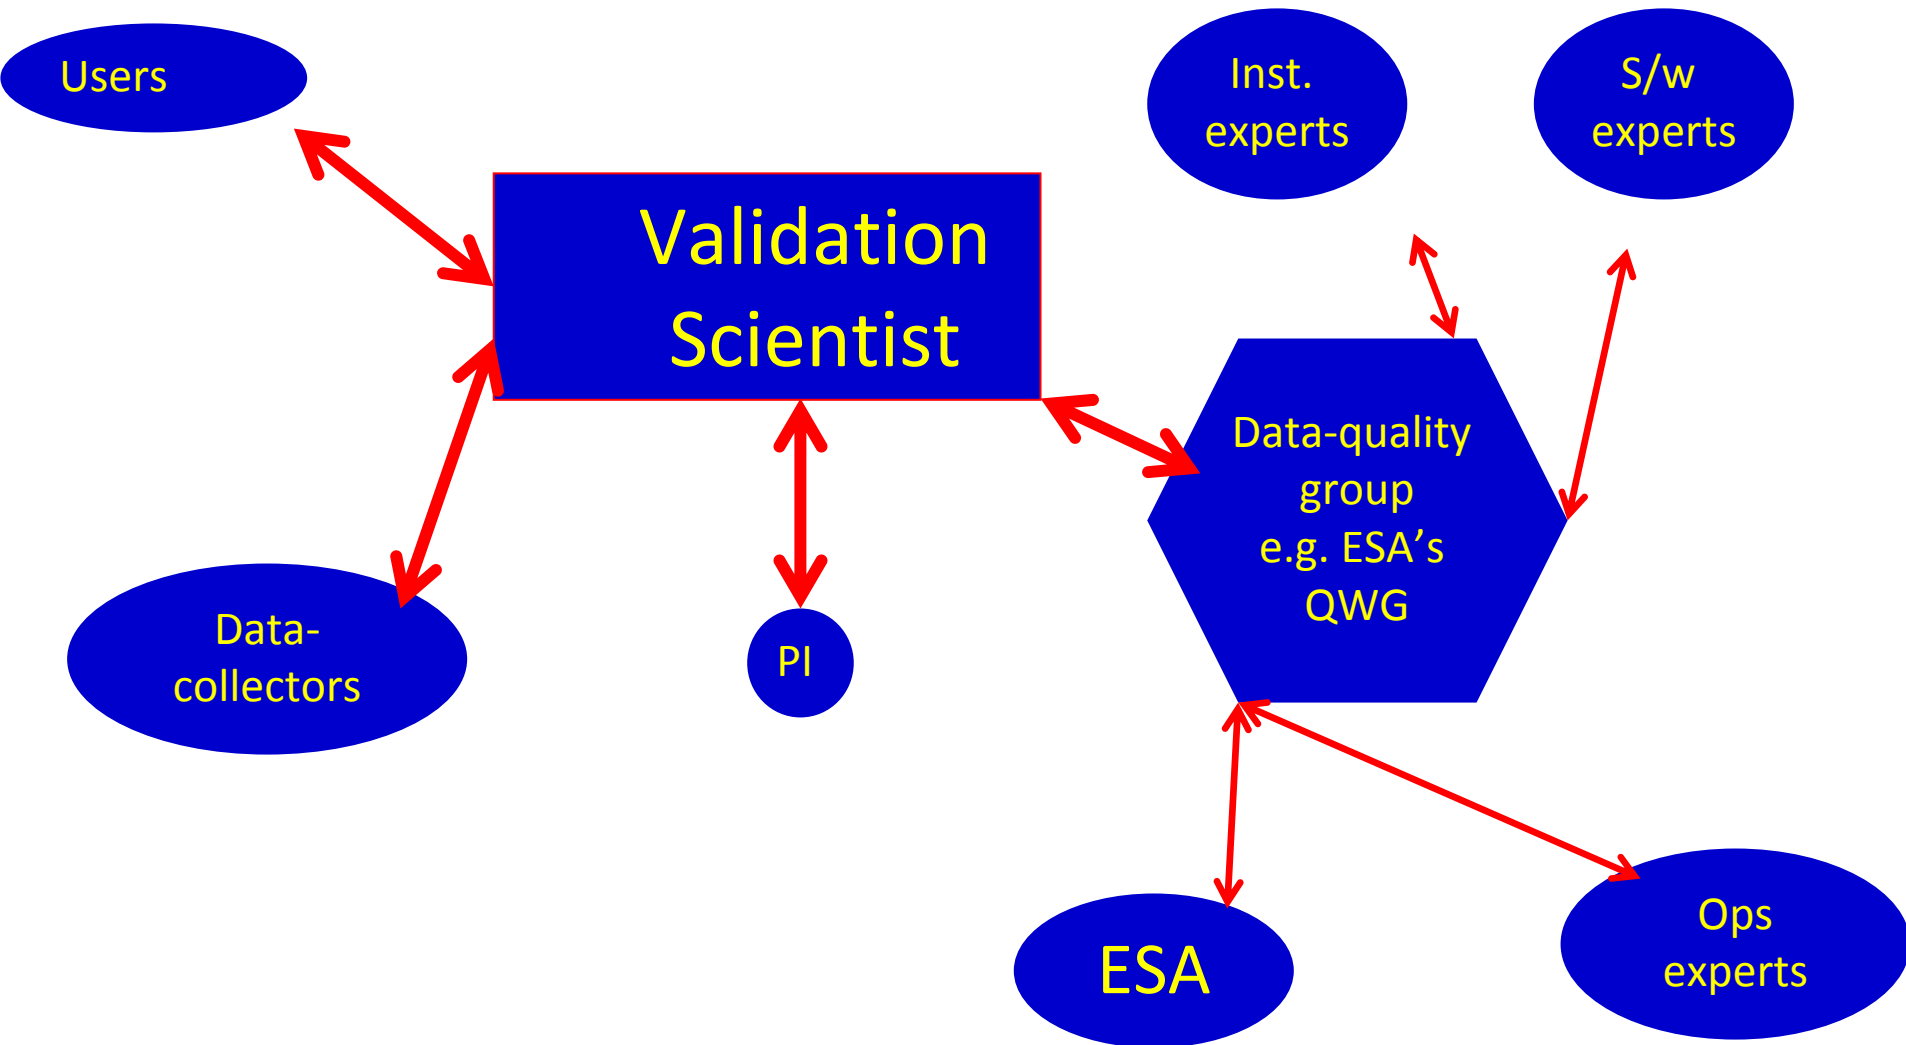 Users
Inst.
experts
S/w
experts
Validation
Scientist
Data-quality
group
e.g. ESA’s
QWG
Data-
collectors
PI
ESA
Ops
experts